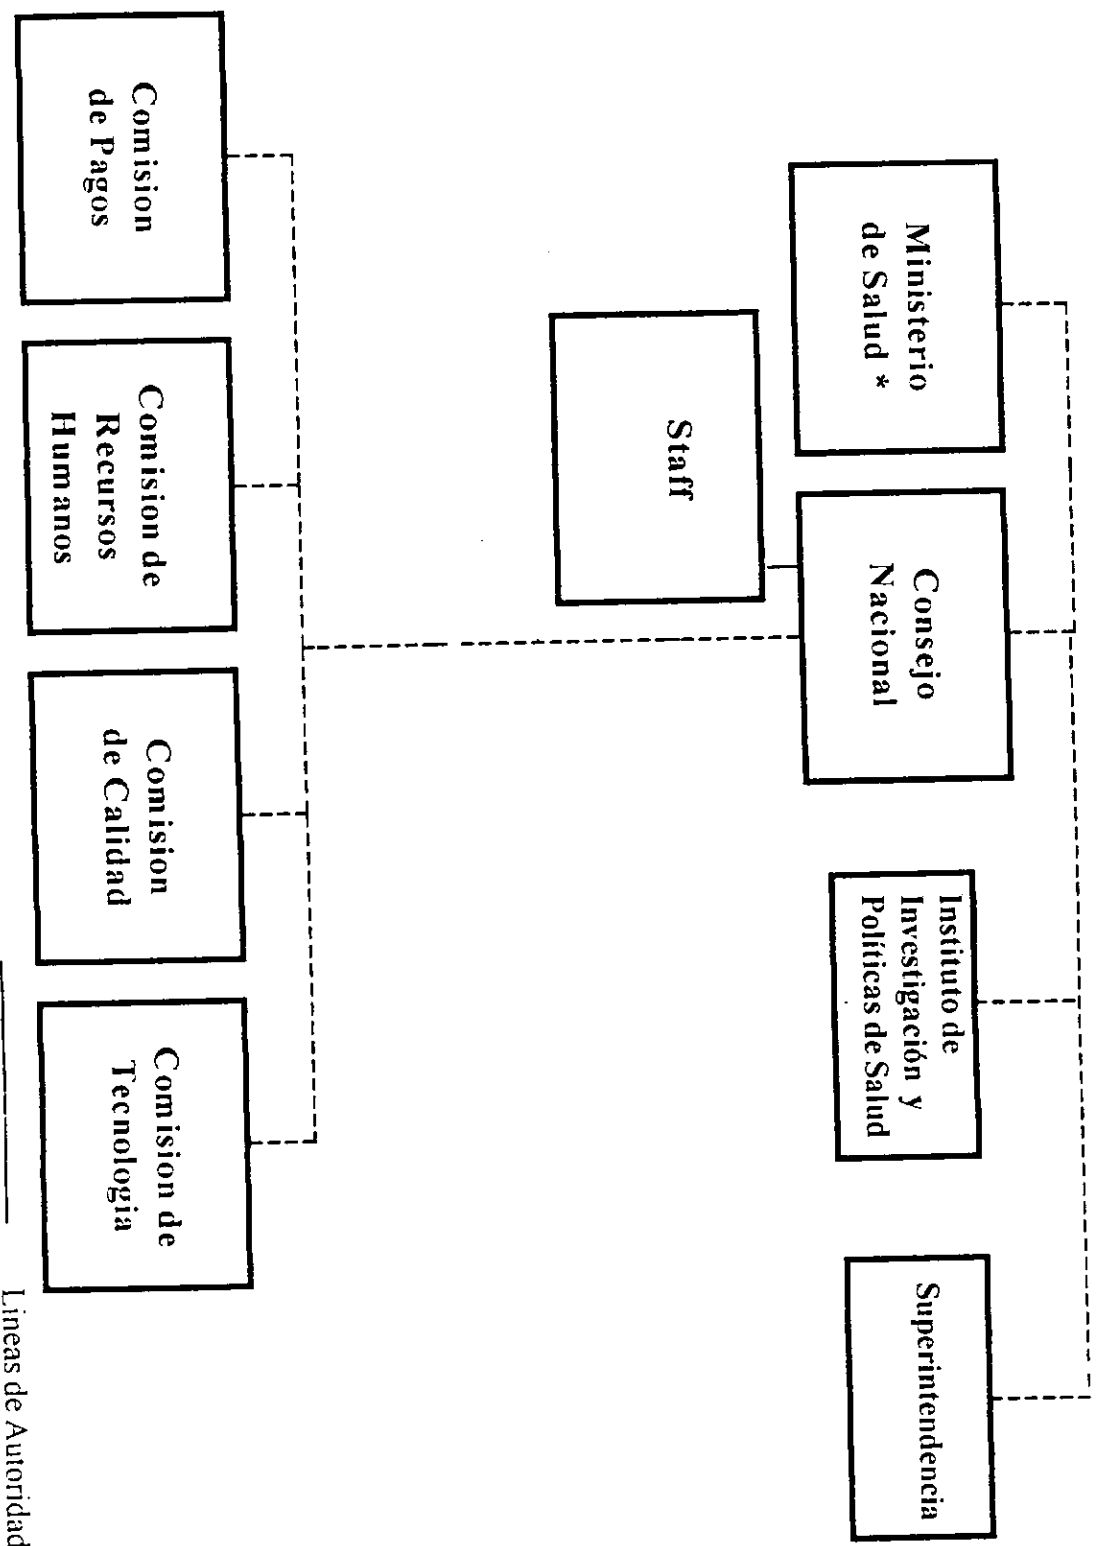 Ministerio
de Salud *
Consejo
Nacional
Instituto de
Investigación y
Políticas de Salud
Superintendencia
Staff
Comision
de Pagos
Comision de
Recursos
Humanos
Comision
de Calidad
Comision de
Tecnologia
Lineas de Autoridad